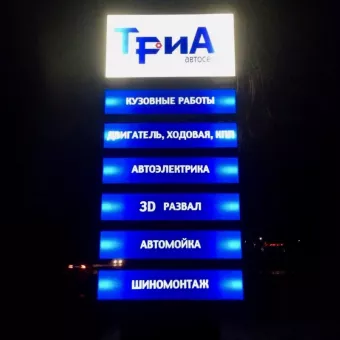 ТРИА
автосе
КУЗОВНЫЕ РАБОТЫ
ДВИГАТЕЛЬ, ХОДОВАЯ, КПП
АВТОЭЛЕКТРИКА
3D РАЗВАЛ
АВТОМОЙКА
ШИНОМОНТАЖ